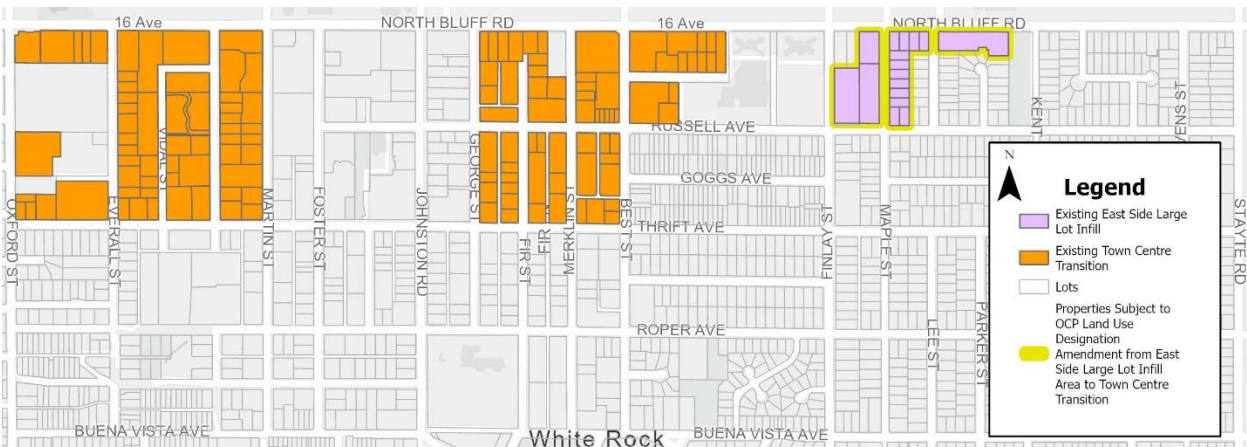 16 Ave
NORTH BLUFF RD
16 Ave
NORTH BLUFF RD
RUSSELL AVE
GOGGS AVE
THRIFT AVE
ROPER AVE
BUENA VISTA AVE
White Rock
BUENA VISTA AVE
OXFORD ST
EVERALL ST
VIDAL ST
MARTIN ST
FOSTER ST
JOHNSTON RD
GEORGE ST
FIR ST
FIR
MERKLIN ST
BEST ST
FINLAY ST
MAPLE ST
LEE ST
PARKER ST
KENT
VENS ST
STAYTE RD
N
Legend
Existing East Side Large
Lot Infill
Existing Town Centre
Transition
Lots
Properties Subject to
OCP Land Use
Designation
Amendment from East
Side Large Lot Infill
Area to Town Centre
Transition